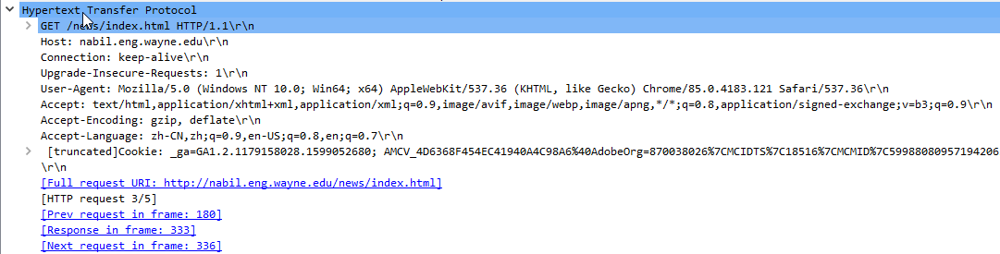 Hypertext Transfer Protocol
GET /news/index.html HTTP/1.1\r\n
Host: nabil.eng.wayne.edu\r\n
Connection: keep-alive\r\n
Upgrade-Insecure-Requests: 1\r\n
User-Agent: Mozilla/5.0 (Windows NT 10.0; Win64; x64) AppleWebKit/537.36 (KHTML, like Gecko) Chrome/85.0.4183.121 Safari/537.36\r\n
Accept: text/html,application/xhtml+xml,application/xml;q=0.9,image/avif,image/webp,image/apng,*/*;q=0.8,application/signed-exchange;v=b3;q=0.9\r\n
Accept-Encoding: gzip, deflate\r\n
Accept-Language: zh-CN,zh;q=0.9,en-US;q=0.8,en;q=0.7\r\n
[truncated]Cookie: _ga=GA1.2.1179158028.1599052680; AMCV_4D6368F454EC41940A4C98A6%40AdobeOrg=870038026%7CMCIDTS%7C18516%7CMCMID%7C59988080957194206
\r\n
[Full request URI: http://nabil.eng.wayne.edu/news/index.html]
[HTTP request 3/5]
[Prev request in frame: 180]
[Response in frame: 333]
[Next request in frame: 336]